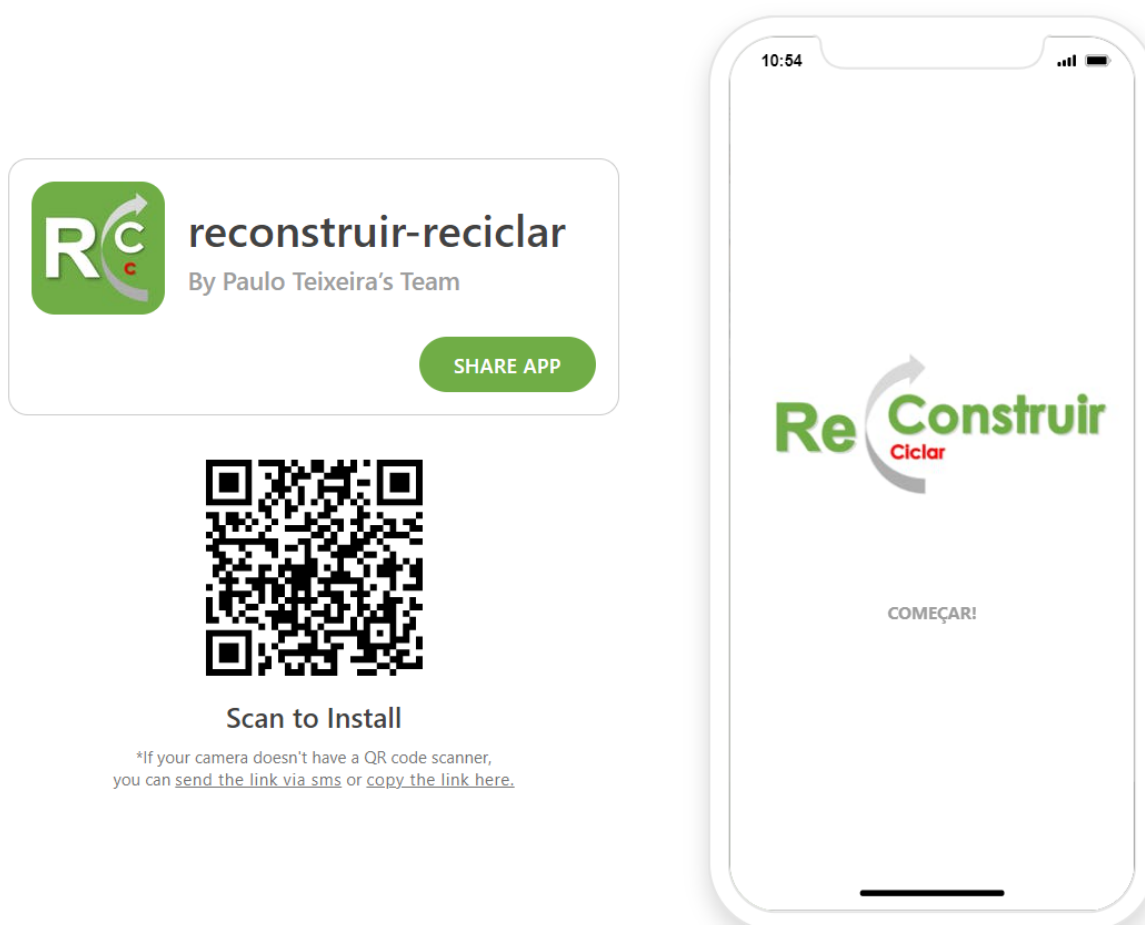 RCc
reconstruir-reciclar
By Paulo Teixeira’s Team
SHARE APP
Scan to Install
*If your camera doesn't have a QR code scanner,
you can send the link via sms or copy the link here.
10:54
Re Construir
Ciclar
COMEÇAR!